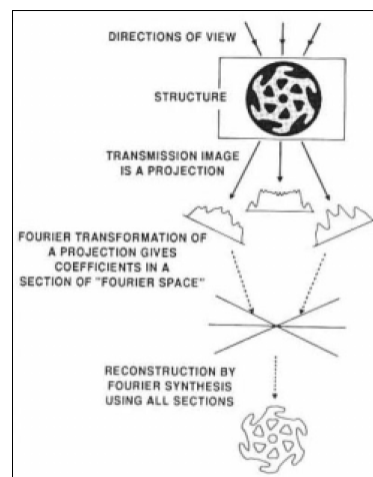 DIRECTIONS OF VIEW
STRUCTURE
TRANSMISSION IMAGE
IS A PROJECTION
FOURIER TRANSFORMATION OF
A PROJECTION GIVES
COEFFICIENTS IN A
SECTION OF "FOURIER SPACE"
RECONSTRUCTION BY
FOURIER SYNTHESIS
USING ALL SECTIONS